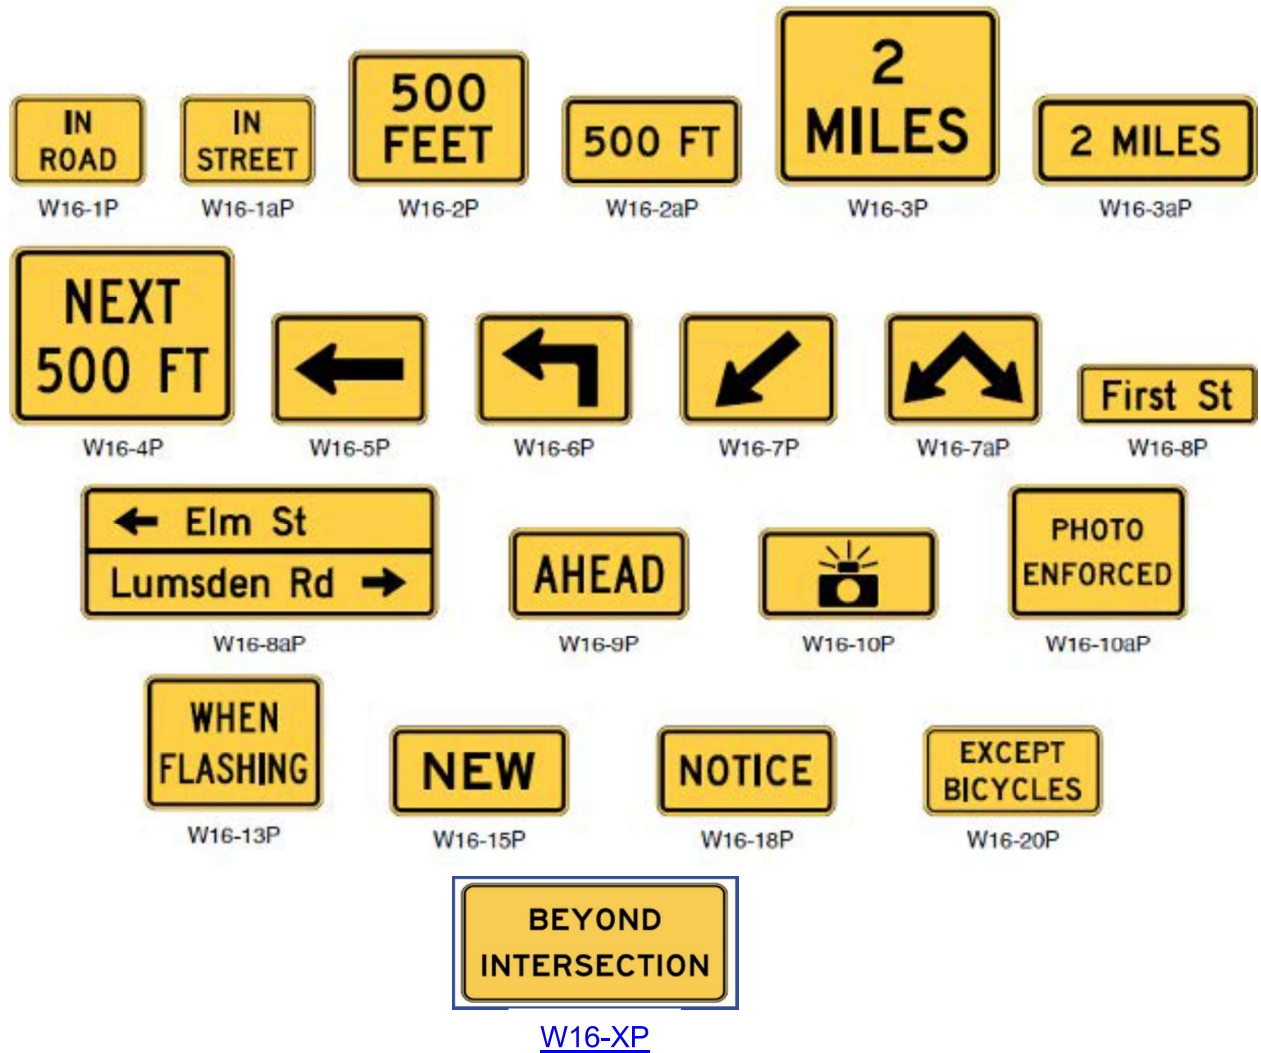 IN
ROAD
W16-1P
IN
STREET
W16-1aP
500
FEET
W16-2P
500 FT
W16-2aP
2
MILES
W16-3P
2 MILES
W16-3aP
NEXT
500 FT
W16-4P
W16-5P
W16-6P
W16-7P
W16-7aP
First St
W16-8P
Elm St
Lumsden Rd
W16-8aP
AHEAD
W16-9P
W16-10P
PHOTO
ENFORCED
W16-10aP
WHEN
FLASHING
W16-13P
NEW
W16-15P
NOTICE
W16-18P
EXCEPT
BICYCLES
W16-20P
BEYOND
INTERSECTION
W16-XP